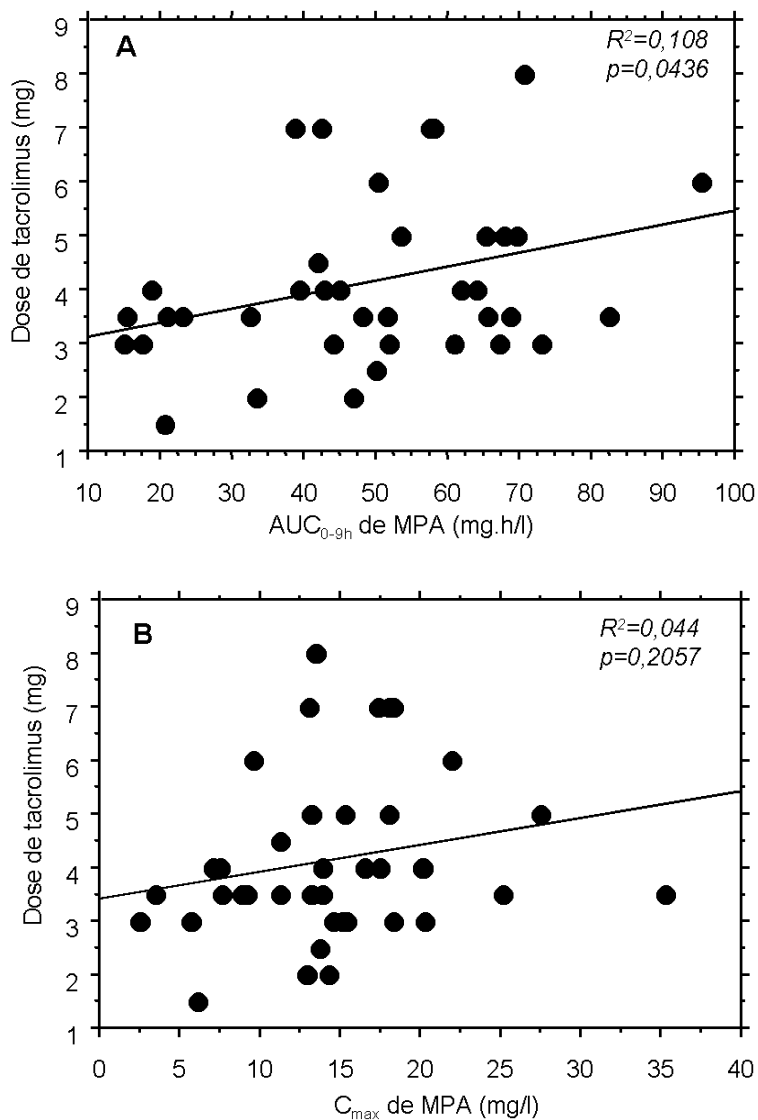 A
R²=0,108
p=0,0436
Dose de tacrolimus (mg)
9
8
7
6
5
4
3
2
1
10 20 30 40 50 60 70 80 90 100
AUC₀₋₉ₕ de MPA (mg.h/l)
B
R²=0,044
p=0,2057
Dose de tacrolimus (mg)
9
8
7
6
5
4
3
2
1
0 5 10 15 20 25 30 35 40
Cₘₐₓ de MPA (mg/l)